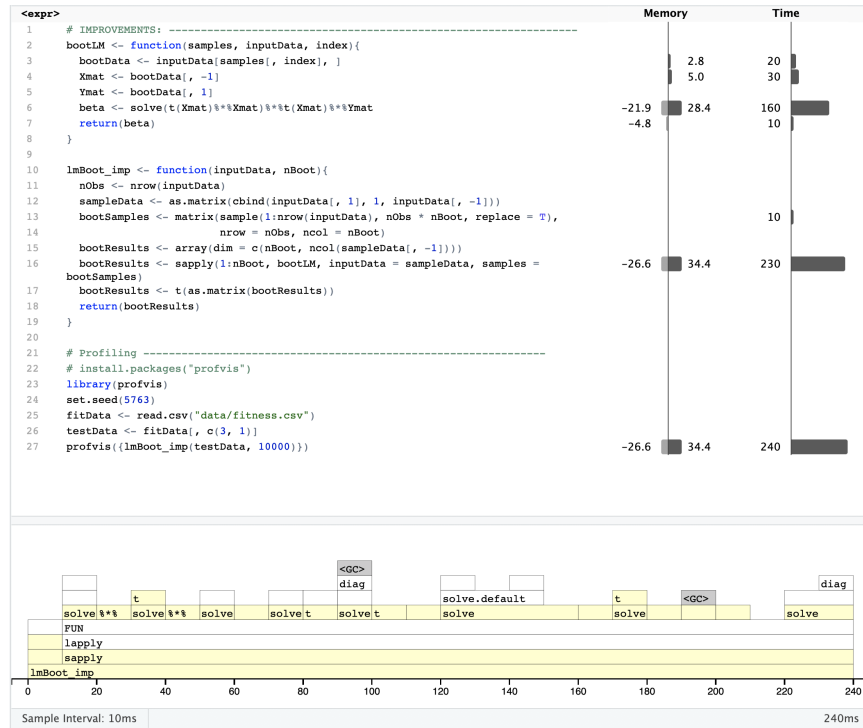 <expr> Memory Time
1 # IMPROVEMENTS: ----------------------------------------------------------------
2 bootLM <- function(samples, inputData, index){
3 bootData <- inputData[samples[, index], ] 2.8 20
4 Xmat <- bootData[, -1] 5.0 30
5 Ymat <- bootData[, 1]
6 beta <- solve(t(Xmat)%*%Xmat)%*%t(Xmat)%*%Ymat -21.9 28.4 160
7 return(beta) -4.8 10
8 }
9
10 lmBoot_imp <- function(inputData, nBoot){
11 nObs <- nrow(inputData)
12 sampleData <- as.matrix(cbind(inputData[, 1], 1, inputData[, -1]))
13 bootSamples <- matrix(sample(1:nrow(inputData), nObs * nBoot, replace = T), 10
14 nrow = nObs, ncol = nBoot)
15 bootResults <- array(dim = c(nBoot, ncol(sampleData[, -1])))
16 bootResults <- sapply(1:nBoot, bootLM, inputData = sampleData, samples = -26.6 34.4 230
bootSamples)
17 bootResults <- t(as.matrix(bootResults))
18 return(bootResults)
19 }
20
21 # Profiling ---------------------------------------------------------------
22 # install.packages("profvis")
23 library(profvis)
24 set.seed(5763)
25 fitData <- read.csv("data/fitness.csv")
26 testData <- fitData[, c(3, 1)]
27 profvis({lmBoot_imp(testData, 10000)}) -26.6 34.4 240
<GC>
diag diag
t solve.default t <GC>
solve %*% solve %*% solve solve t solve t solve solve solve
FUN
lapply
sapply
lmBoot_imp
0 20 40 60 80 100 120 140 160 180 200 220 240
Sample Interval: 10ms 240ms